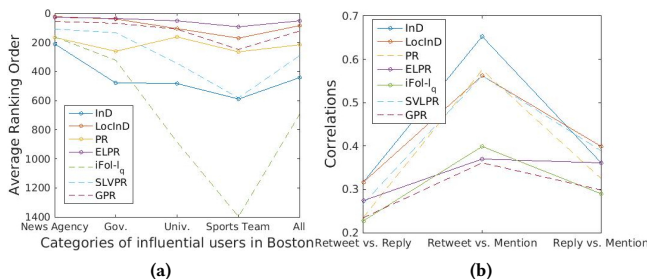 0
200
400
600
800
1000
1200
1400
Average Ranking Order
InD
LocInD
PR
ELPR
iFol-Iq
SLVPR
GPR
News Agency Gov. Univ. Sports Team All
Categories of influential users in Boston
(a)
0.7
0.6
0.5
0.4
0.3
0.2
Correlations
InD
LocInD
PR
ELPR
iFol-Iq
SVLPR
GPR
Retweet vs. Reply Retweet vs. Mention Reply vs. Mention
(b)